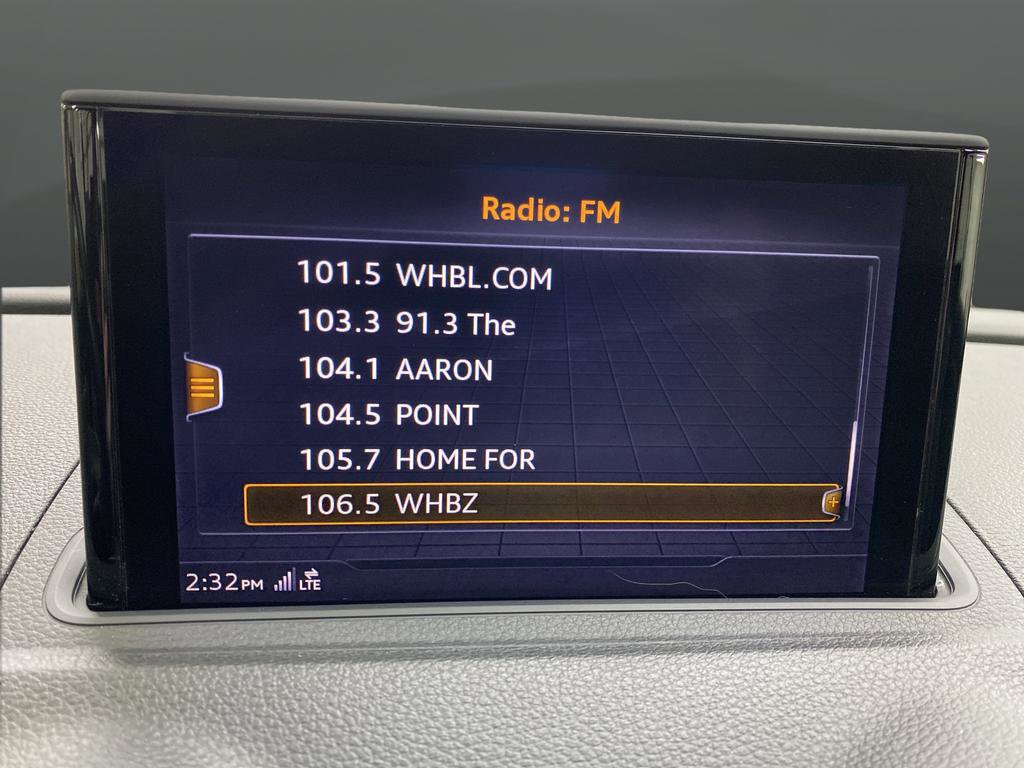 Radio: FM
101.5 WHBL.COM
103.3 91.3 The
104.1 AARON
104.5 POINT
105.7 HOME FOR
106.5 WHBZ
2:32PM LTE